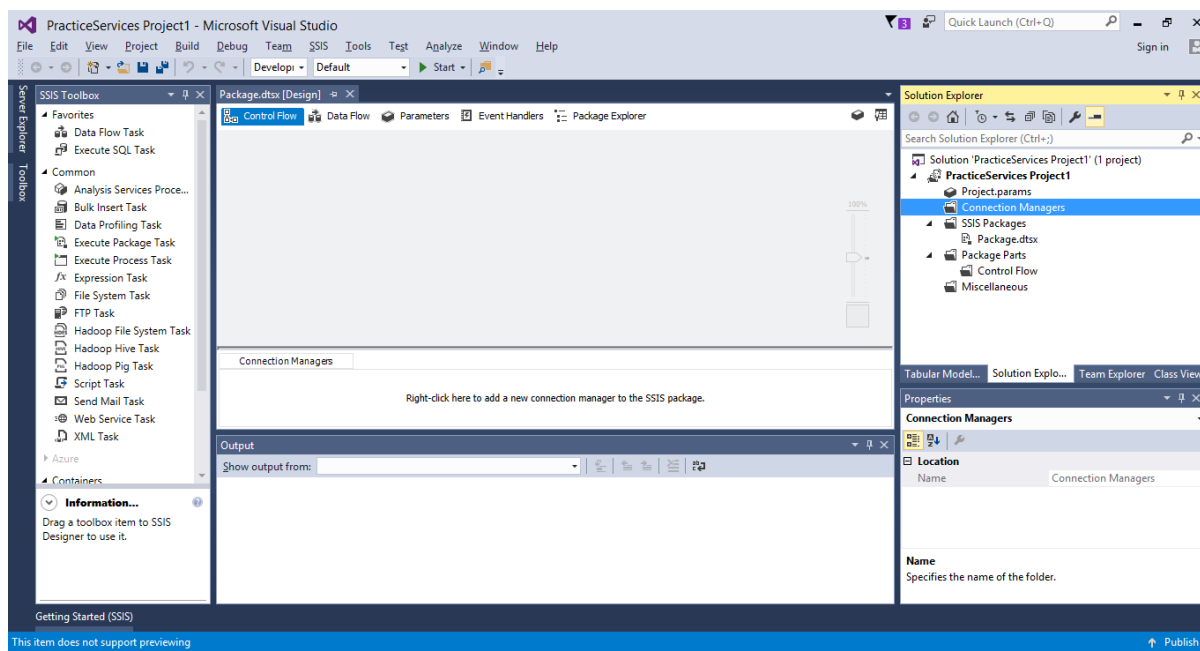 PracticeServices Project1 - Microsoft Visual Studio
3
Quick Launch (Ctrl+Q)
File Edit View Project Build Debug Team SSIS Tools Test Analyze Window Help
Sign in
Developı Default Start
Server Explorer
Toolbox
SSIS Toolbox
Favorites
Data Flow Task
Execute SQL Task
Common
Analysis Services Proce...
Bulk Insert Task
Data Profiling Task
Execute Package Task
Execute Process Task
Expression Task
File System Task
FTP Task
Hadoop File System Task
Hadoop Hive Task
Hadoop Pig Task
Script Task
Send Mail Task
Web Service Task
XML Task
Azure
Containers
Information...
Drag a toolbox item to SSIS
Designer to use it.
Getting Started (SSIS)
Package.dtsx [Design]
Control Flow Data Flow Parameters Event Handlers Package Explorer
100%
Connection Managers
Right-click here to add a new connection manager to the SSIS package.
Output
Show output from:
Solution Explorer
Search Solution Explorer (Ctrl+;)
Solution 'PracticeServices Project1' (1 project)
PracticeServices Project1
Project.params
Connection Managers
SSIS Packages
Package.dtsx
Package Parts
Control Flow
Miscellaneous
Tabular Model... Solution Explo... Team Explorer Class View
Properties
Connection Managers
Location
Name Connection Managers
Name
Specifies the name of the folder.
This item does not support previewing
Publish